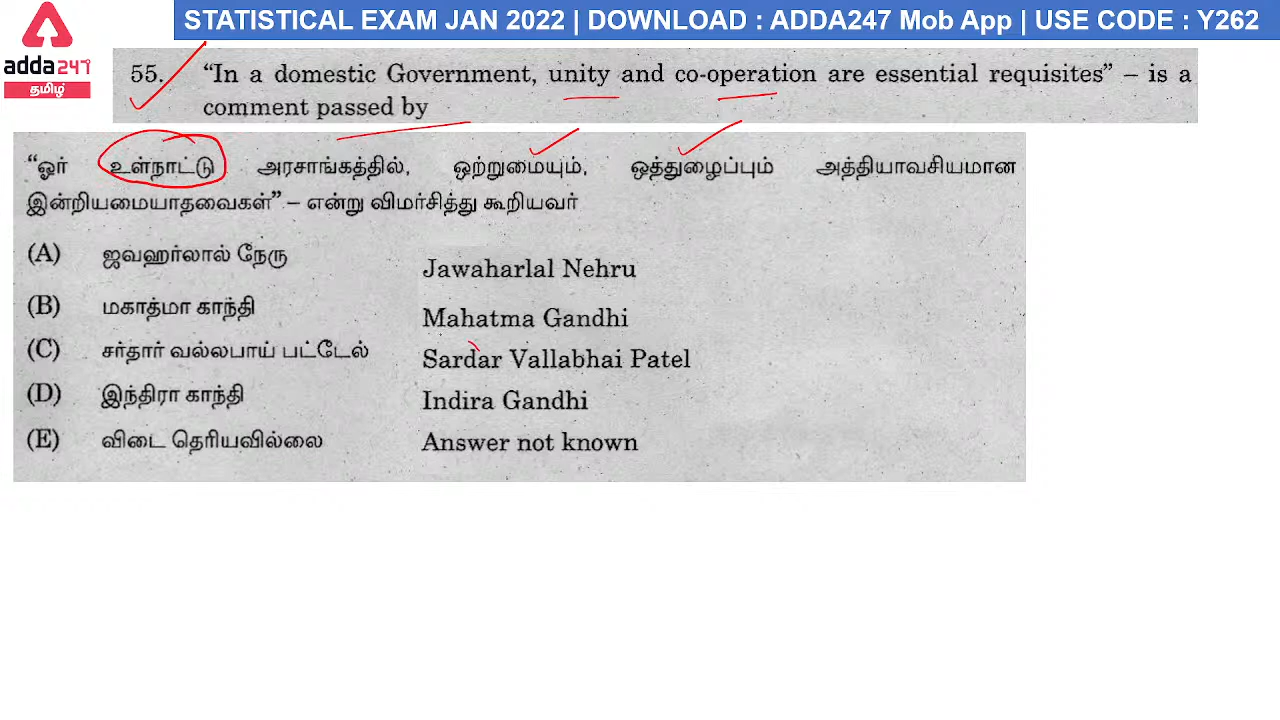 STATISTICAL EXAM JAN 2022 | DOWNLOAD : ADDA247 Mob App | USE CODE : Y262
adda247
தமிழ்
55. “In a domestic Government, unity and co-operation are essential requisites” – is a
comment passed by
“ஓர் உள்நாட்டு அரசாங்கத்தில், ஒற்றுமையும், ஒத்துழைப்பும் அத்தியாவசியமான
இன்றியமையாதவைகள்” – என்று விமர்சித்து கூறியவர்
(A) ஜவஹர்லால் நேரு Jawaharlal Nehru
(B) மகாத்மா காந்தி Mahatma Gandhi
(C) சர்தார் வல்லபாய் பட்டேல் Sardar Vallabhai Patel
(D) இந்திரா காந்தி Indira Gandhi
(E) விடை தெரியவில்லை Answer not known